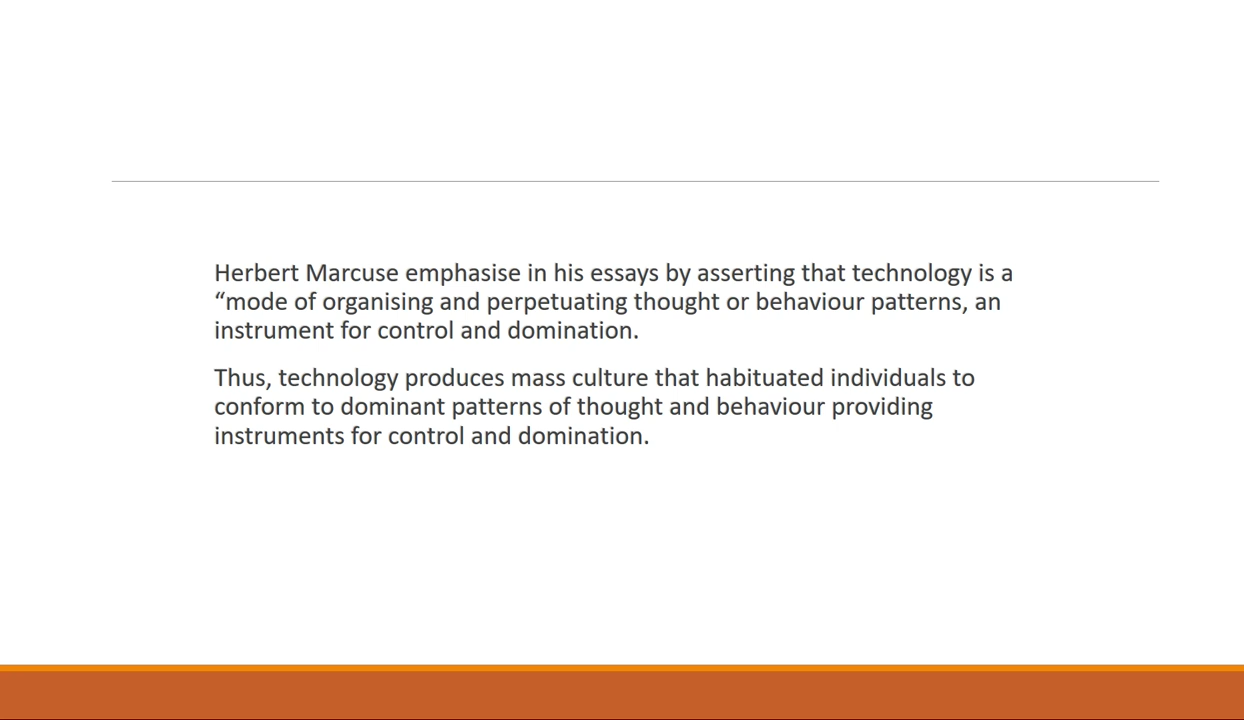 Herbert Marcuse emphasise in his essays by asserting that technology is a
“mode of organising and perpetuating thought or behaviour patterns, an
instrument for control and domination.
Thus, technology produces mass culture that habituated individuals to
conform to dominant patterns of thought and behaviour providing
instruments for control and domination.